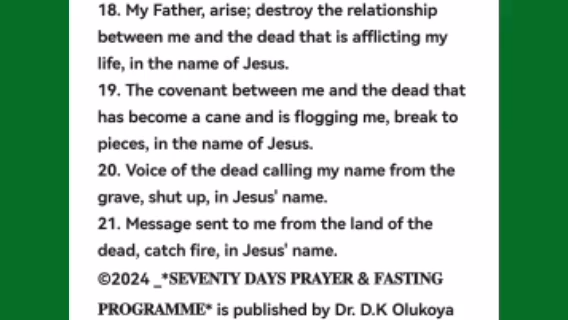 18. My Father, arise; destroy the relationship
between me and the dead that is afflicting my
life, in the name of Jesus.
19. The covenant between me and the dead that
has become a cane and is flogging me, break to
pieces, in the name of Jesus.
20. Voice of the dead calling my name from the
grave, shut up, in Jesus' name.
21. Message sent to me from the land of the
dead, catch fire, in Jesus' name.
©2024 _*SEVENTY DAYS PRAYER & FASTING
PROGRAMME* is published by Dr. D.K Olukoya